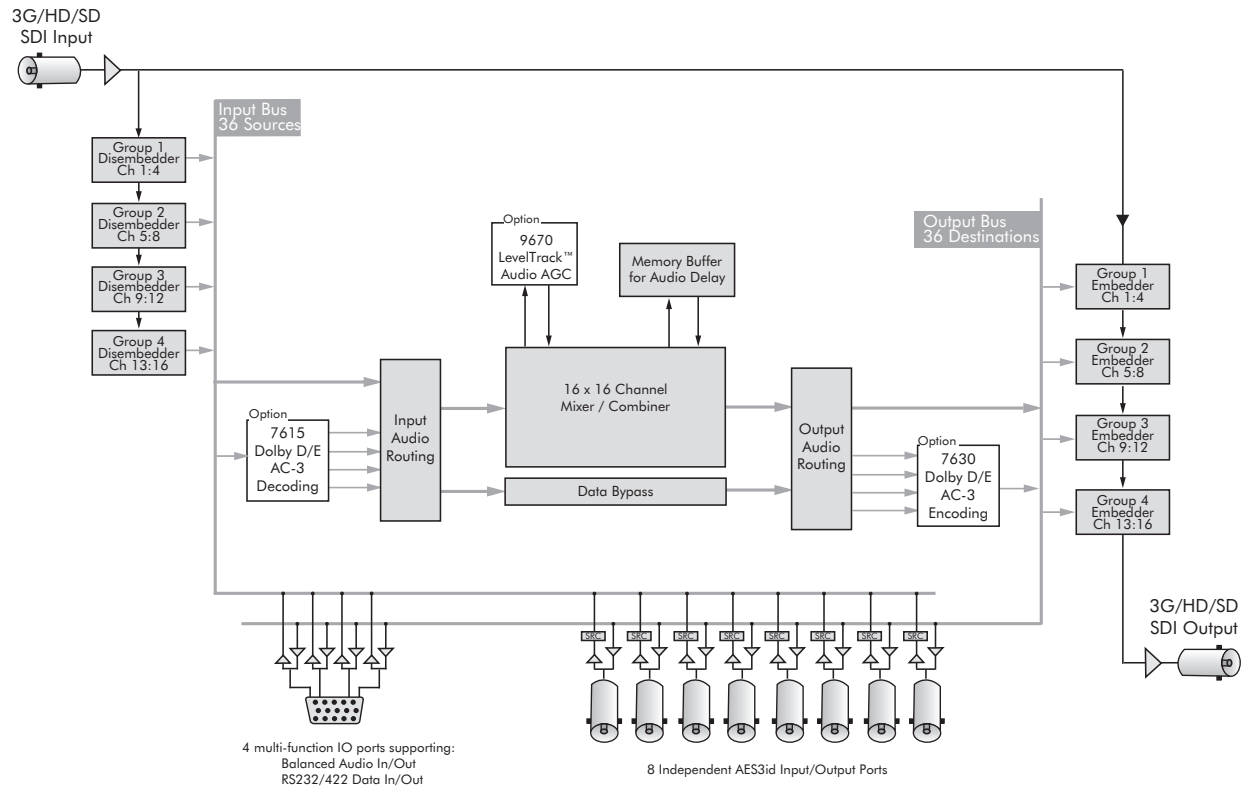 3G/HD/SD
SDI Input
Input Bus
36 Sources
Group 1
Disembedder
Ch 1:4
Group 2
Disembedder
Ch 5:8
Group 3
Disembedder
Ch 9:12
Group 4
Disembedder
Ch 13:16
Option
7615
Dolby D/E
AC-3
Decoding
Input
Audio
Routing
Option
9670
LevelTrack™
Audio AGC
Memory Buffer
for Audio Delay
16 x 16 Channel
Mixer / Combiner
Data Bypass
Output
Audio
Routing
Option
7630
Dolby D/E
AC-3
Encoding
Output Bus
36 Destinations
Group 1
Embedder
Ch 1:4
Group 2
Embedder
Ch 5:8
Group 3
Embedder
Ch 9:12
Group 4
Embedder
Ch 13:16
3G/HD/SD
SDI Output
SRC
SRC
SRC
SRC
SRC
SRC
SRC
SRC
4 multi-function IO ports supporting:
Balanced Audio In/Out
RS232/422 Data In/Out
8 Independent AES3id Input/Output Ports